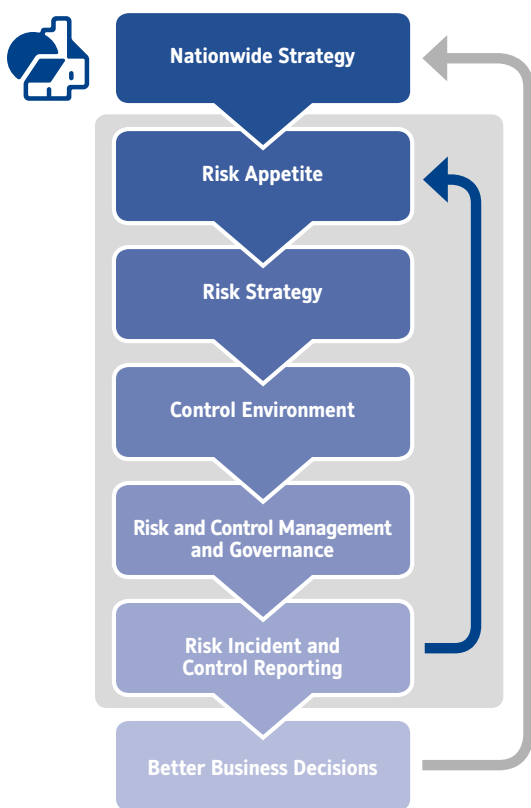 Nationwide Strategy
Risk Appetite
Risk Strategy
Control Environment
Risk and Control Management
and Governance
Risk Incident and
Control Reporting
Better Business Decisions